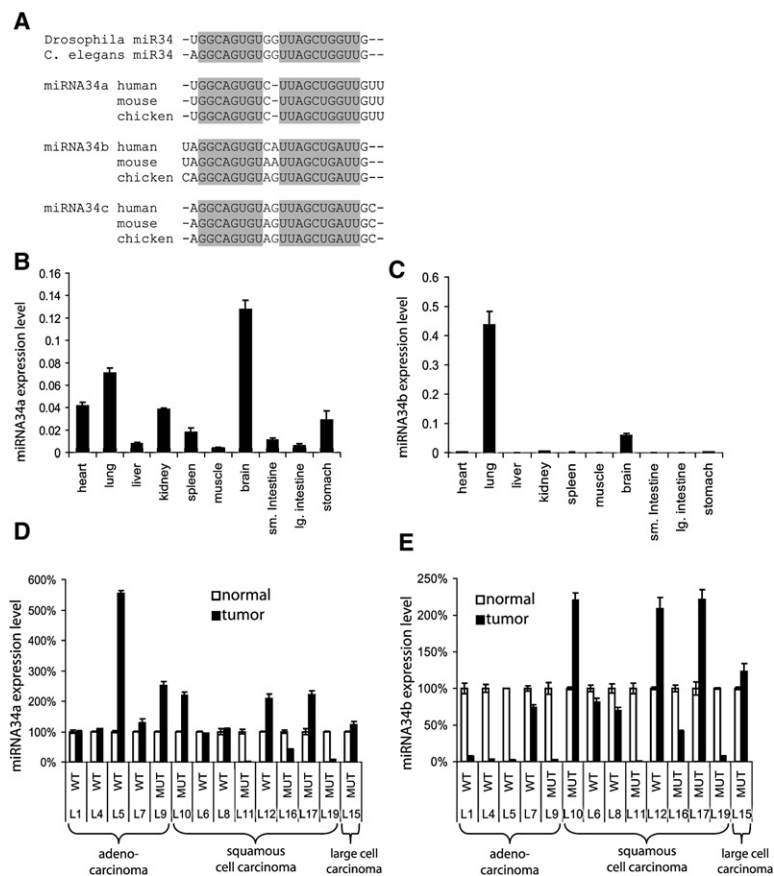 A
Drosophila miR34 -UGGCAGUGUGGUUAGCUGGUUG--
C. elegans miR34 -AGGCAGUGUGGUUAGCUGGUUG--
miRNA34a human -UGGCAGUGUC-UUAGCUGGUUGUU
mouse -UGGCAGUGUC-UUAGCUGGUUGUU
chicken -UGGCAGUGUC-UUAGCUGGUUGUU
miRNA34b human UAGGCAGUGUCAUUAGCUGAUUG--
mouse UAGGCAGUGUAAUUAGCUGAUUG--
chicken CAGGCAGUGUAGUUAGCUGAUUG--
miRNA34c human -AGGCAGUGUAGUUAGCUGAUUGC-
mouse -AGGCAGUGUAGUUAGCUGAUUGC-
chicken -AGGCAGUGUAGUUAGCUGAUUGC-
B
miRNA34a expression level
0.16
0.14
0.12
0.1
0.08
0.06
0.04
0.02
0
heart
lung
liver
kidney
spleen
muscle
brain
sm. Intestine
lg. intestine
stomach
C
miRNA34b expression level
0.6
0.5
0.4
0.3
0.2
0.1
0
heart
lung
liver
kidney
spleen
muscle
brain
sm. Intestine
lg. intestine
stomach
D
miRNA34a expression level
600%
500%
400%
300%
200%
100%
0%
normal
tumor
WT WT WT WT MUT MUT WT WT MUT WT MUT MUT MUT MUT
L1 L4 L5 L7 L9 L10 L6 L8 L11 L12 L16 L17 L19 L15
adeno-
carcinoma
squamous
cell carcinoma
large cell
carcinoma
E
miRNA34b expression level
250%
200%
150%
100%
50%
0%
normal
tumor
WT WT WT WT MUT MUT WT WT MUT WT MUT MUT MUT MUT
L1 L4 L5 L7 L9 L10 L6 L8 L11 L12 L16 L17 L19 L15
adeno-
carcinoma
squamous
cell carcinoma
large cell
carcinoma